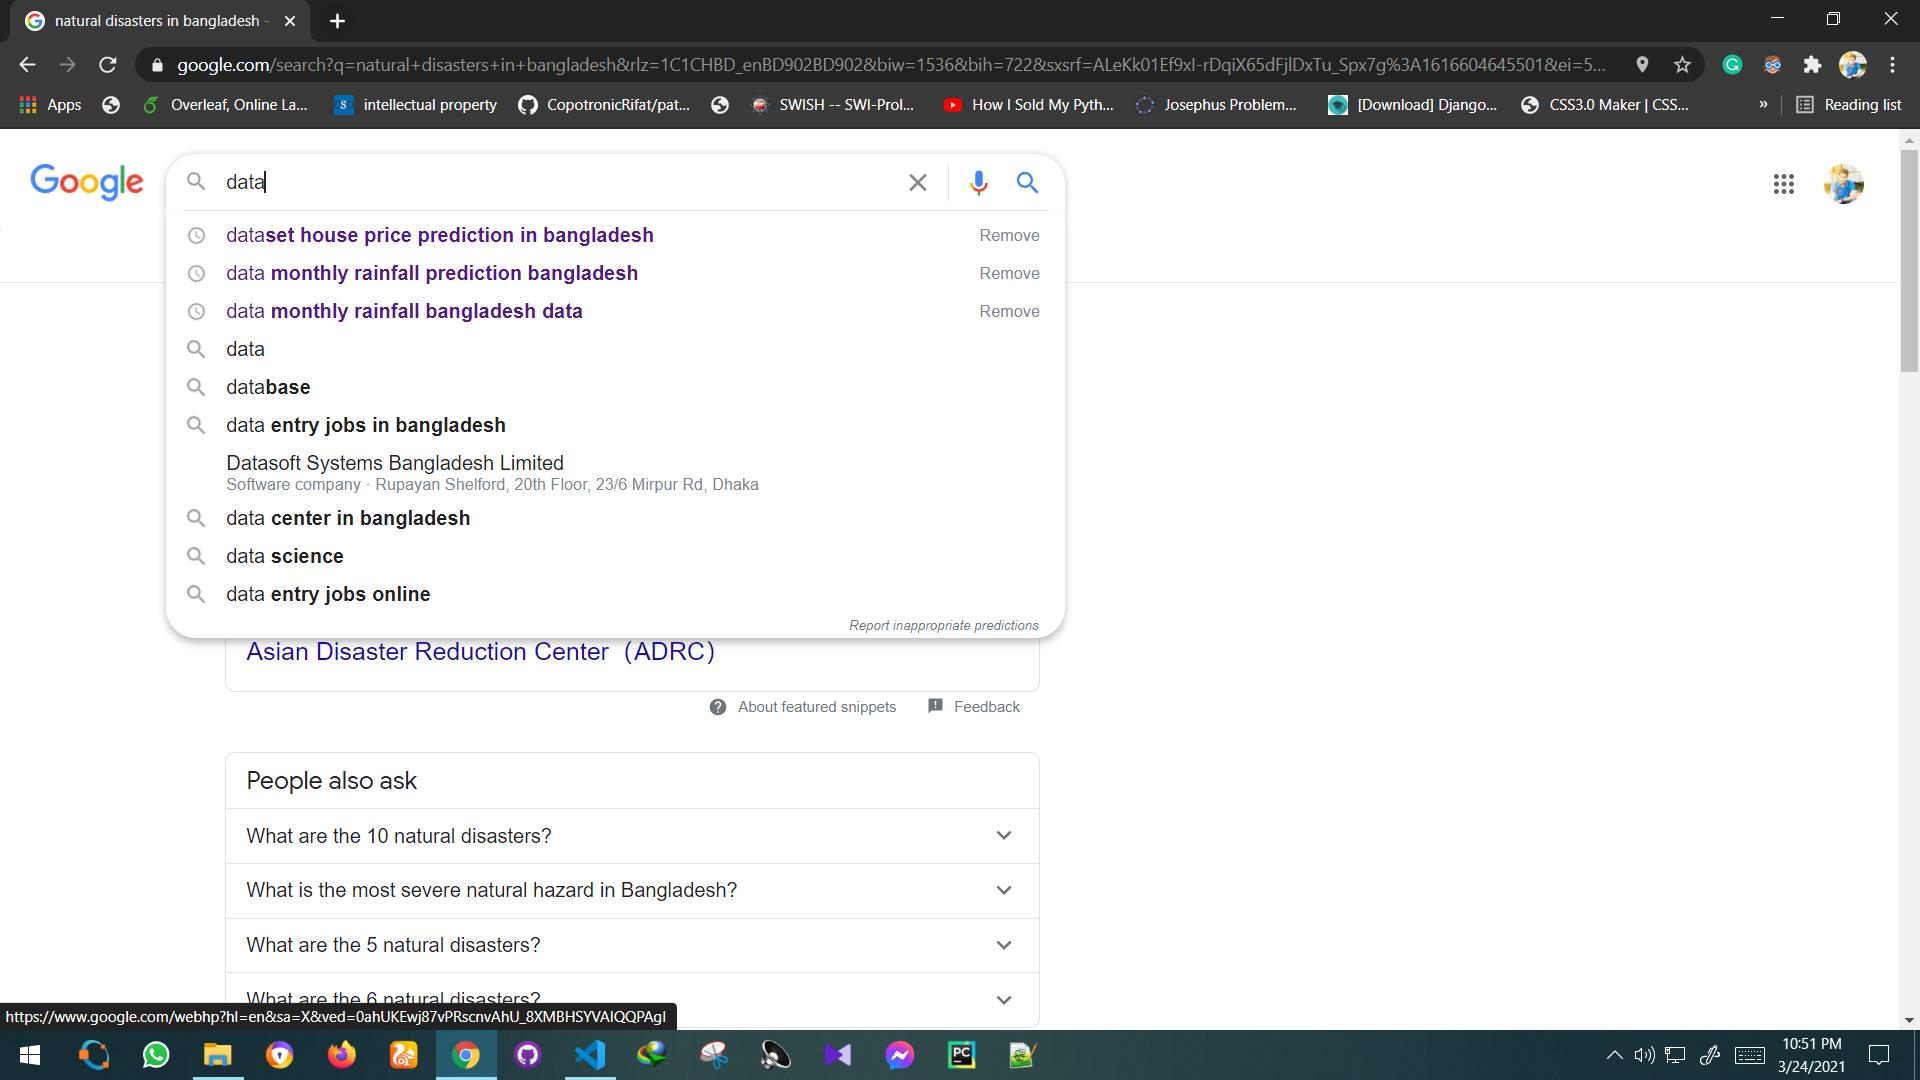 natural disasters in bangladesh -
google.com/search?q=natural+disasters+in+bangladesh&rlz=1C1CHBD_enBD902BD902&biw=1536&bih=722&sxsrf=ALeKk01Ef9xI-rDqiX65dFjlDxTu_Spx7g%3A1616604645501&ei=5...
Apps Overleaf, Online La... intellectual property CopotronicRifat/pat... SWISH -- SWI-Prol... How I Sold My Pyth... Josephus Problem... [Download] Django... CSS3.0 Maker | CSS... » Reading list
Google data
dataset house price prediction in bangladesh Remove
data monthly rainfall prediction bangladesh Remove
data monthly rainfall bangladesh data Remove
data
database
data entry jobs in bangladesh
Datasoft Systems Bangladesh Limited
Software company · Rupayan Shelford, 20th Floor, 23/6 Mirpur Rd, Dhaka
data center in bangladesh
data science
data entry jobs online
Report inappropriate predictions
Asian Disaster Reduction Center（ADRC）
About featured snippets Feedback
People also ask
What are the 10 natural disasters?
What is the most severe natural hazard in Bangladesh?
What are the 5 natural disasters?
What are the 6 natural disasters?
https://www.google.com/webhp?hl=en&sa=X&ved=0ahUKEwj87vPRscnvAhU_8XMBHSYVAIQQPAgI
10:51 PM
3/24/2021